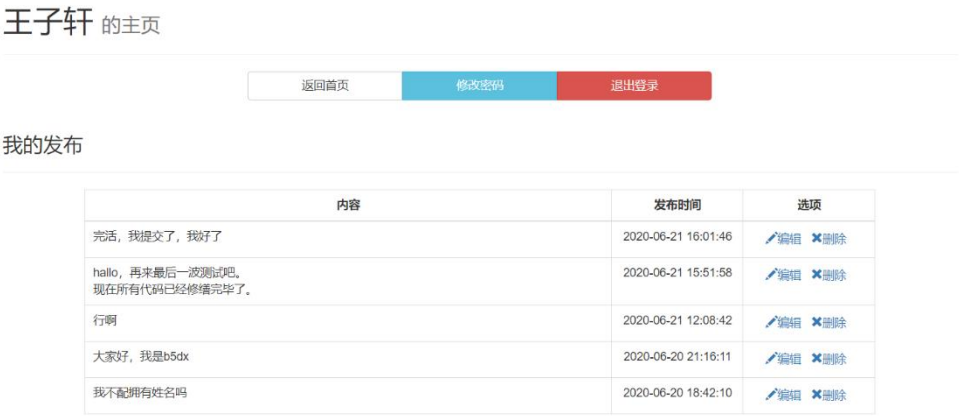 王子轩 的主页
返回首页 修改密码 退出登录
我的发布
内容 发布时间 选项
完活，我提交了，我好了 2020-06-21 16:01:46 编辑 删除
hallo，再来最后一波测试吧。 2020-06-21 15:51:58 编辑 删除
现在所有代码已经修缮完毕了。
行啊 2020-06-21 12:08:42 编辑 删除
大家好，我是b5dx 2020-06-20 21:16:11 编辑 删除
我不配拥有姓名吗 2020-06-20 18:42:10 编辑 删除